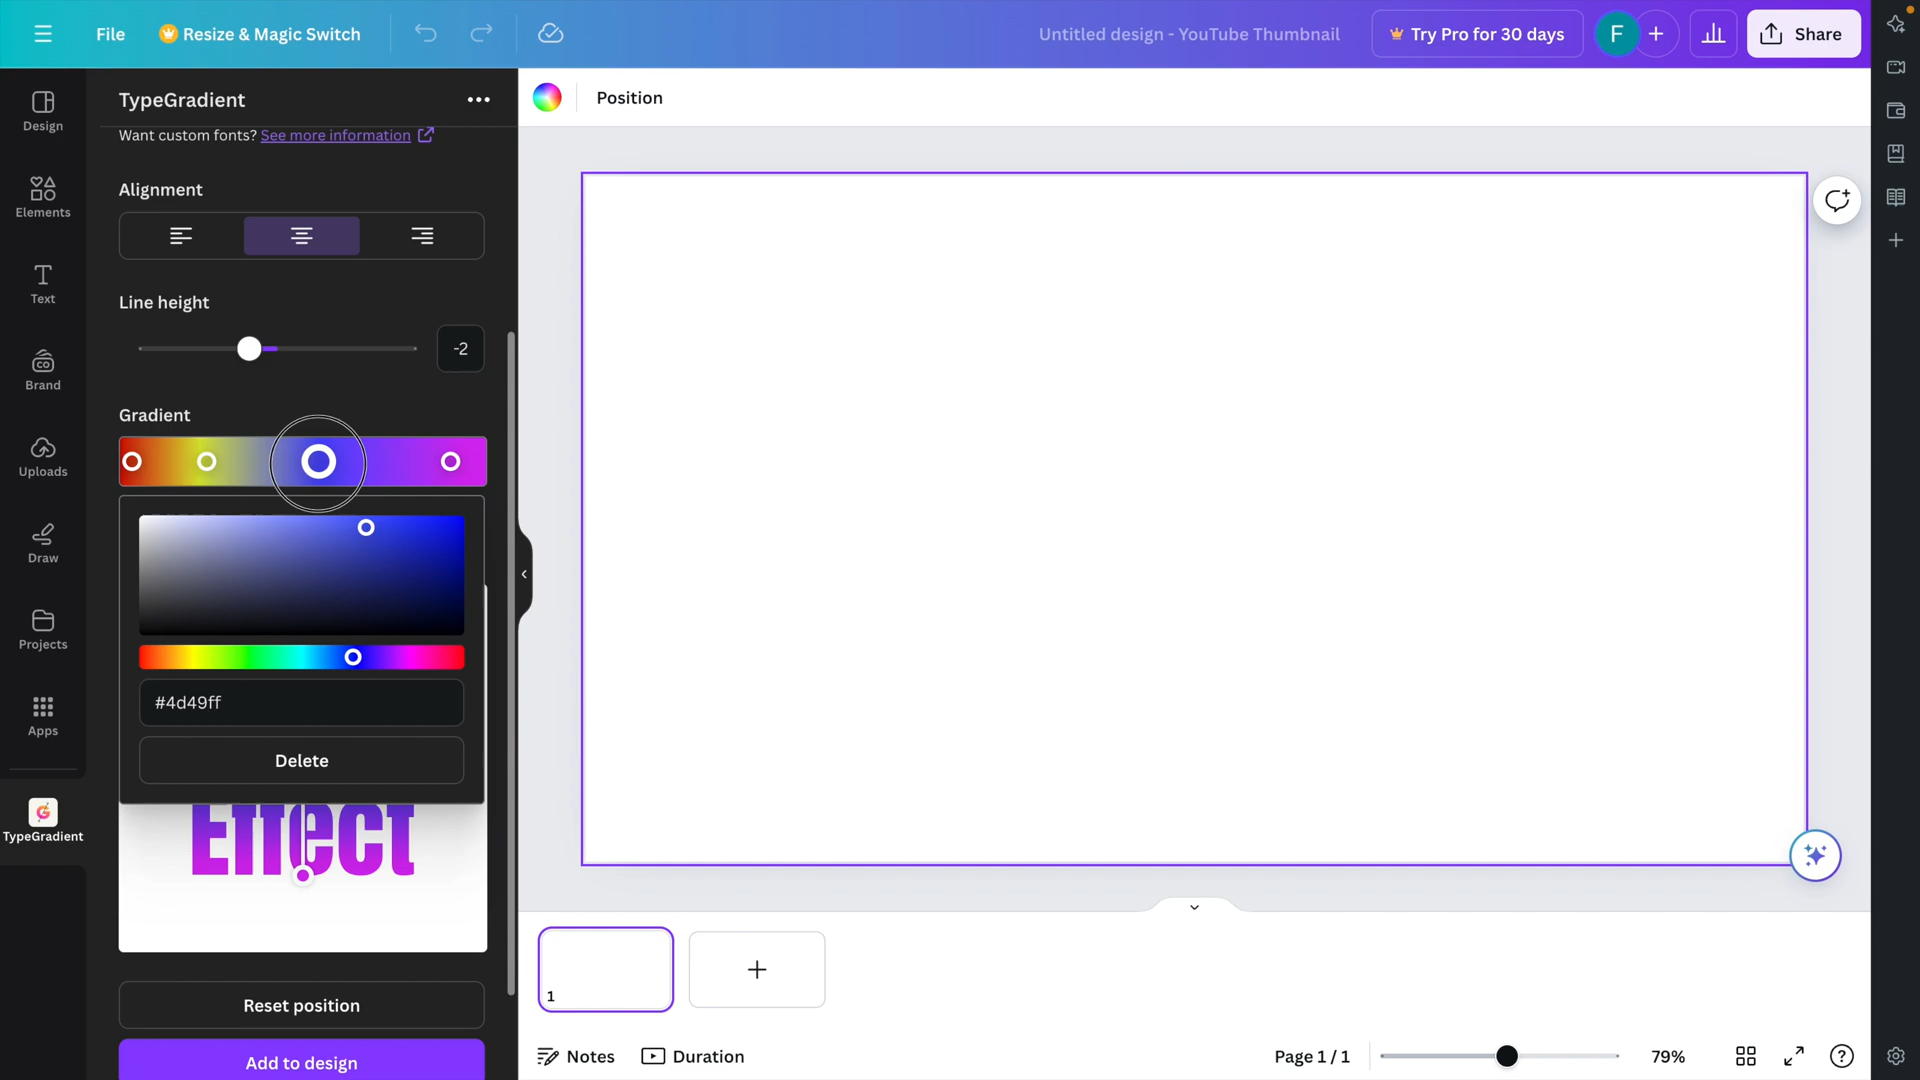 File
Resize & Magic Switch
Untitled design - YouTube Thumbnail
Try Pro for 30 days
F
Share
Design
Elements
Text
Brand
CO
Uploads
Draw
Projects
Apps
TypeGradient
TypeGradient
Want custom fonts? See more information
Alignment
Line height
-2
Gradient
#4d49ff
Delete
Effect
Reset position
Add to design
Position
1
Notes
Duration
Page 1 / 1
79%